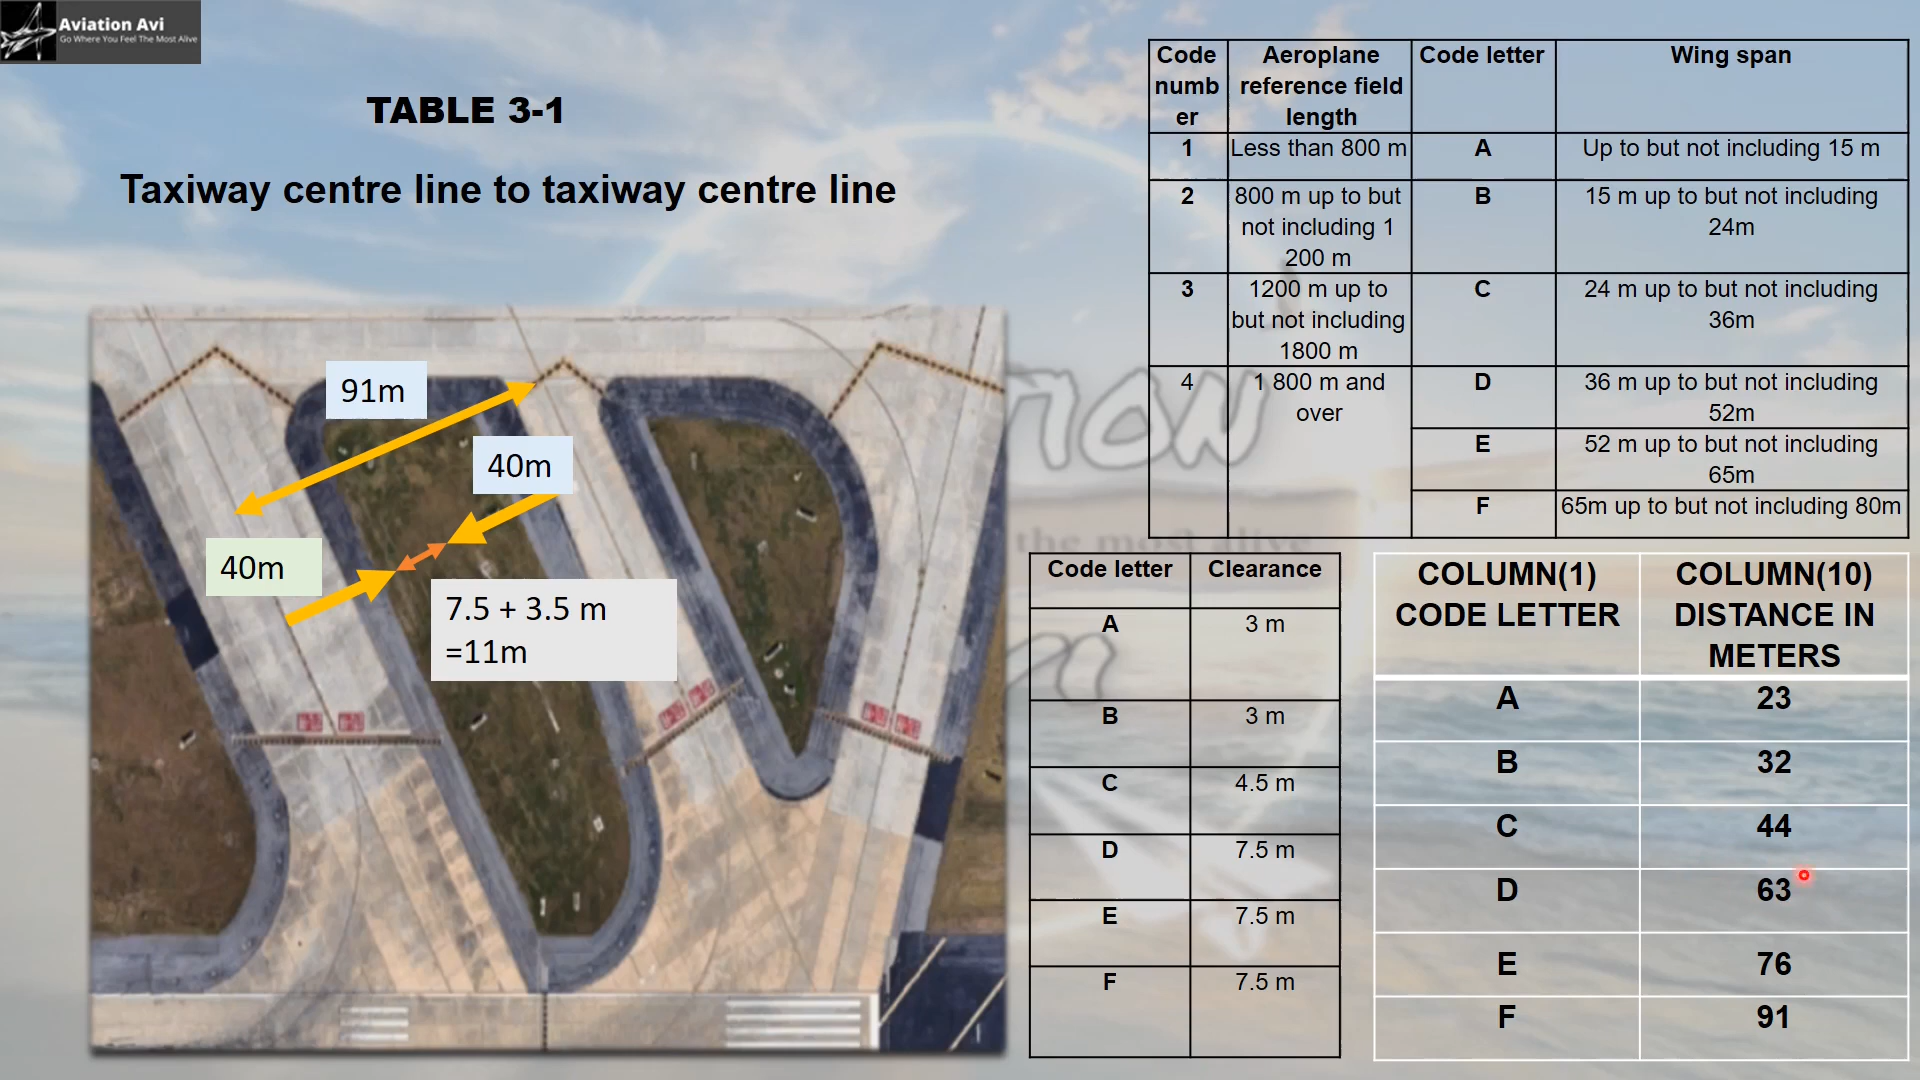 Aviation Avi
Go Where You Feel The Most Alive
TABLE 3-1
Taxiway centre line to taxiway centre line
91m
40m
40m
7.5 + 3.5 m
=11m
Code
numb
er
Aeroplane
reference field
length
Code letter
Wing span
1
Less than 800 m
A
Up to but not including 15 m
2
800 m up to but
not including 1
200 m
B
15 m up to but not including
24m
3
1200 m up to
but not including
1800 m
C
24 m up to but not including
36m
4
1 800 m and
over
D
36 m up to but not including
52m
E
52 m up to but not including
65m
F
65m up to but not including 80m
the most alive
Code letter
Clearance
A
3 m
B
3 m
C
4.5 m
D
7.5 m
E
7.5 m
F
7.5 m
COLUMN(1)
CODE LETTER
COLUMN(10)
DISTANCE IN
METERS
A
23
B
32
C
44
D
63
E
76
F
91